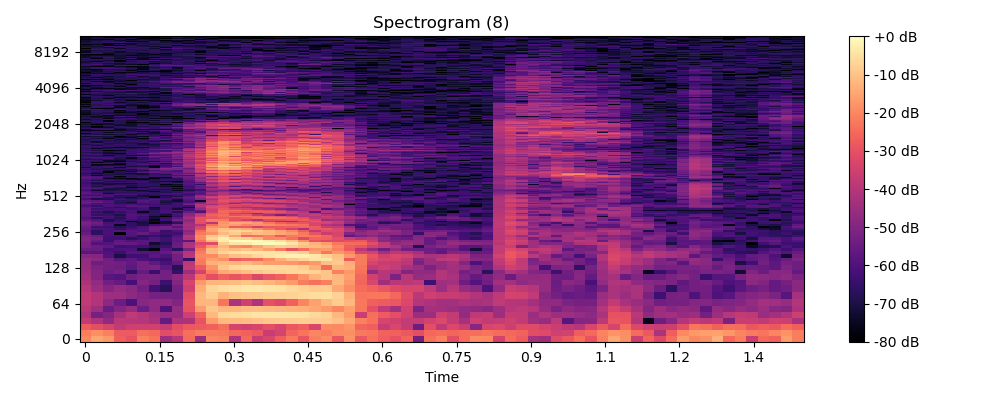 Spectrogram (8)
Hz
8192
4096
2048
1024
512
256
128
64
0
0 0.15 0.3 0.45 0.6 0.75 0.9 1.1 1.2 1.4
Time
+0 dB
-10 dB
-20 dB
-30 dB
-40 dB
-50 dB
-60 dB
-70 dB
-80 dB